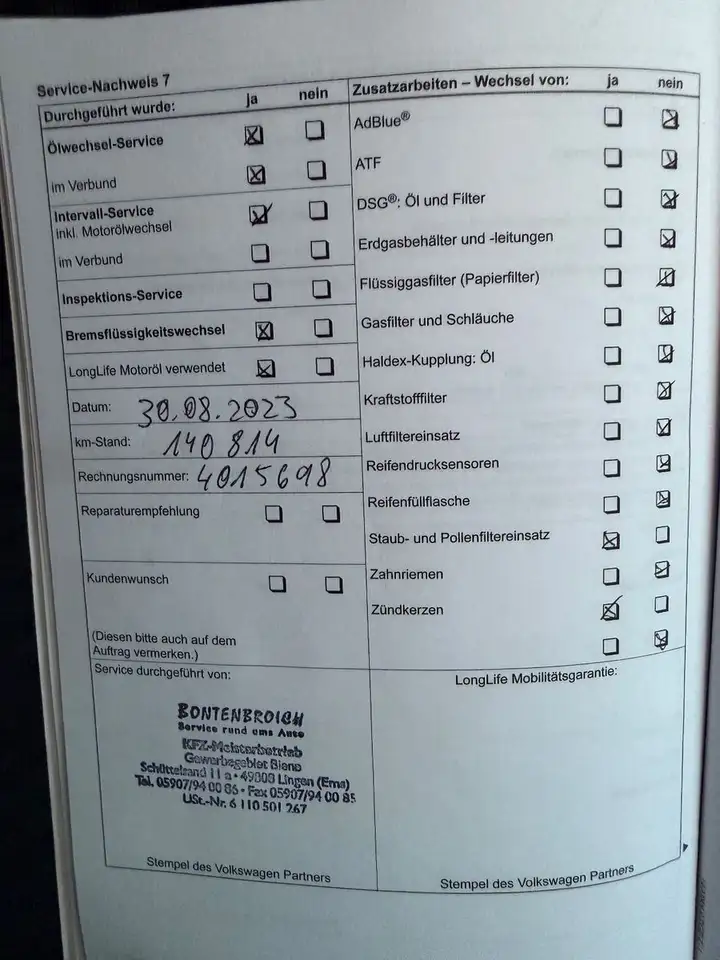 Service-Nachweis 7
Durchgeführt wurde: ja nein
Ölwechsel-Service
im Verbund
Intervall-Service
inkl. Motorölwechsel
im Verbund
Inspektions-Service
Bremsflüssigkeitswechsel
LongLife Motoröl verwendet
Datum: 30.08.2023
km-Stand: 140 814
Rechnungsnummer: 4015698
Reparaturempfehlung
Kundenwunsch
(Diesen bitte auch auf dem
Auftrag vermerken.)
Service durchgeführt von:
BONTENBROICH
Service rund ums Auto
KFZ-Meisterbetrieb
Gewerbegebiet Biene
Schüttelsand 11 a • 49808 Lingen (Ems)
Tel. 05907/94 00 86 • Fax 05907/94 00 85
USt.-Nr. 6 110 501 267
Stempel des Volkswagen Partners
Zusatzarbeiten – Wechsel von: ja nein
AdBlue®
ATF
DSG®: Öl und Filter
Erdgasbehälter und -leitungen
Flüssiggasfilter (Papierfilter)
Gasfilter und Schläuche
Haldex-Kupplung: Öl
Kraftstofffilter
Luftfiltereinsatz
Reifendrucksensoren
Reifenfüllflasche
Staub- und Pollenfiltereinsatz
Zahnriemen
Zündkerzen
LongLife Mobilitätsgarantie:
Stempel des Volkswagen Partners